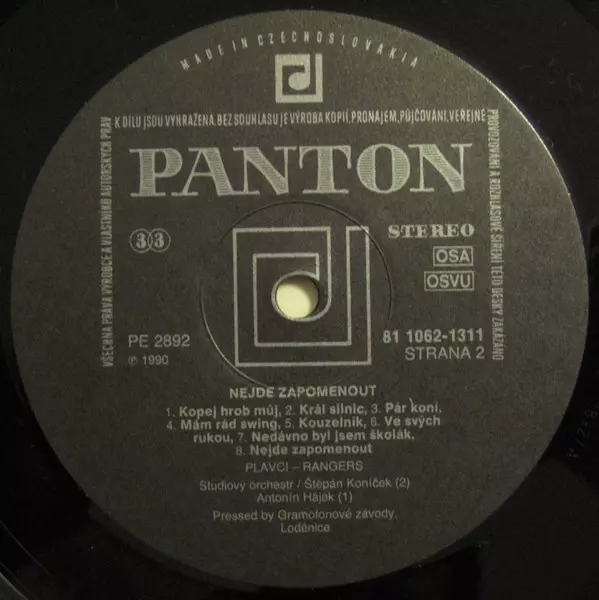 MADE IN CZECHOSLOVAKIA
VŠECHNA PRÁVA VÝROBCE A VLASTNÍKŮ AUTORSKÝCH PRÁV
K DÍLU JSOU VYHRAŽENA. BEZ SOUHLASU JE VÝROBA KOPIÍ, PRONÁJEM, PŮJČOVÁNÍ, VEŘEJNÉ
PROVOZOVÁNÍ A ROZHLASOVÉ ŠÍŘENÍ TÉTO DESKY ZAKÁZÁNO
PANTON
33
STEREO
OSA
OSVU
PE 2892
℗ 1990
81 1062-1311
STRANA 2
NEJDE ZAPOMENOUT
1. Kopej hrob můj, 2. Král silnic, 3. Pár koní,
4. Mám rád swing, 5. Kouzelník, 6. Ve svých
rukou, 7. Nedávno byl jsem školák,
8. Nejde zapomenout
PLAVCI – RANGERS
Studiový orchestr / Štěpán Koníček (2)
Antonín Hájek (1)
Pressed by Gramofonové závody,
Loděnice